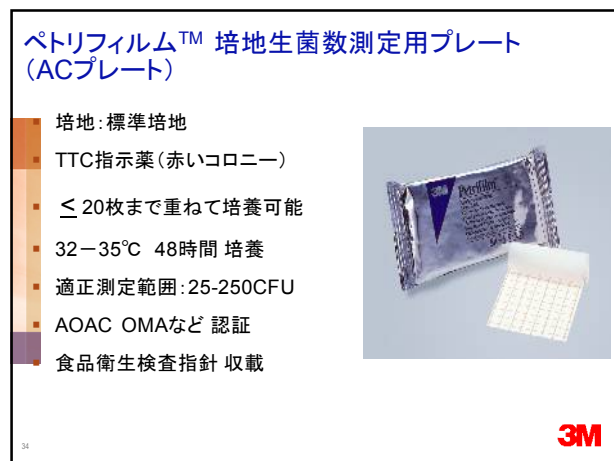 ペトリフィルム™ 培地生菌数測定用プレート
（ACプレート）
培地：標準培地
TTC指示薬（赤いコロニー）
≦ 20枚まで重ねて培養可能
32－35℃ 48時間 培養
適正測定範囲：25-250CFU
AOAC OMAなど 認証
食品衛生検査指針 収載
3M
Petrifilm
34
3M